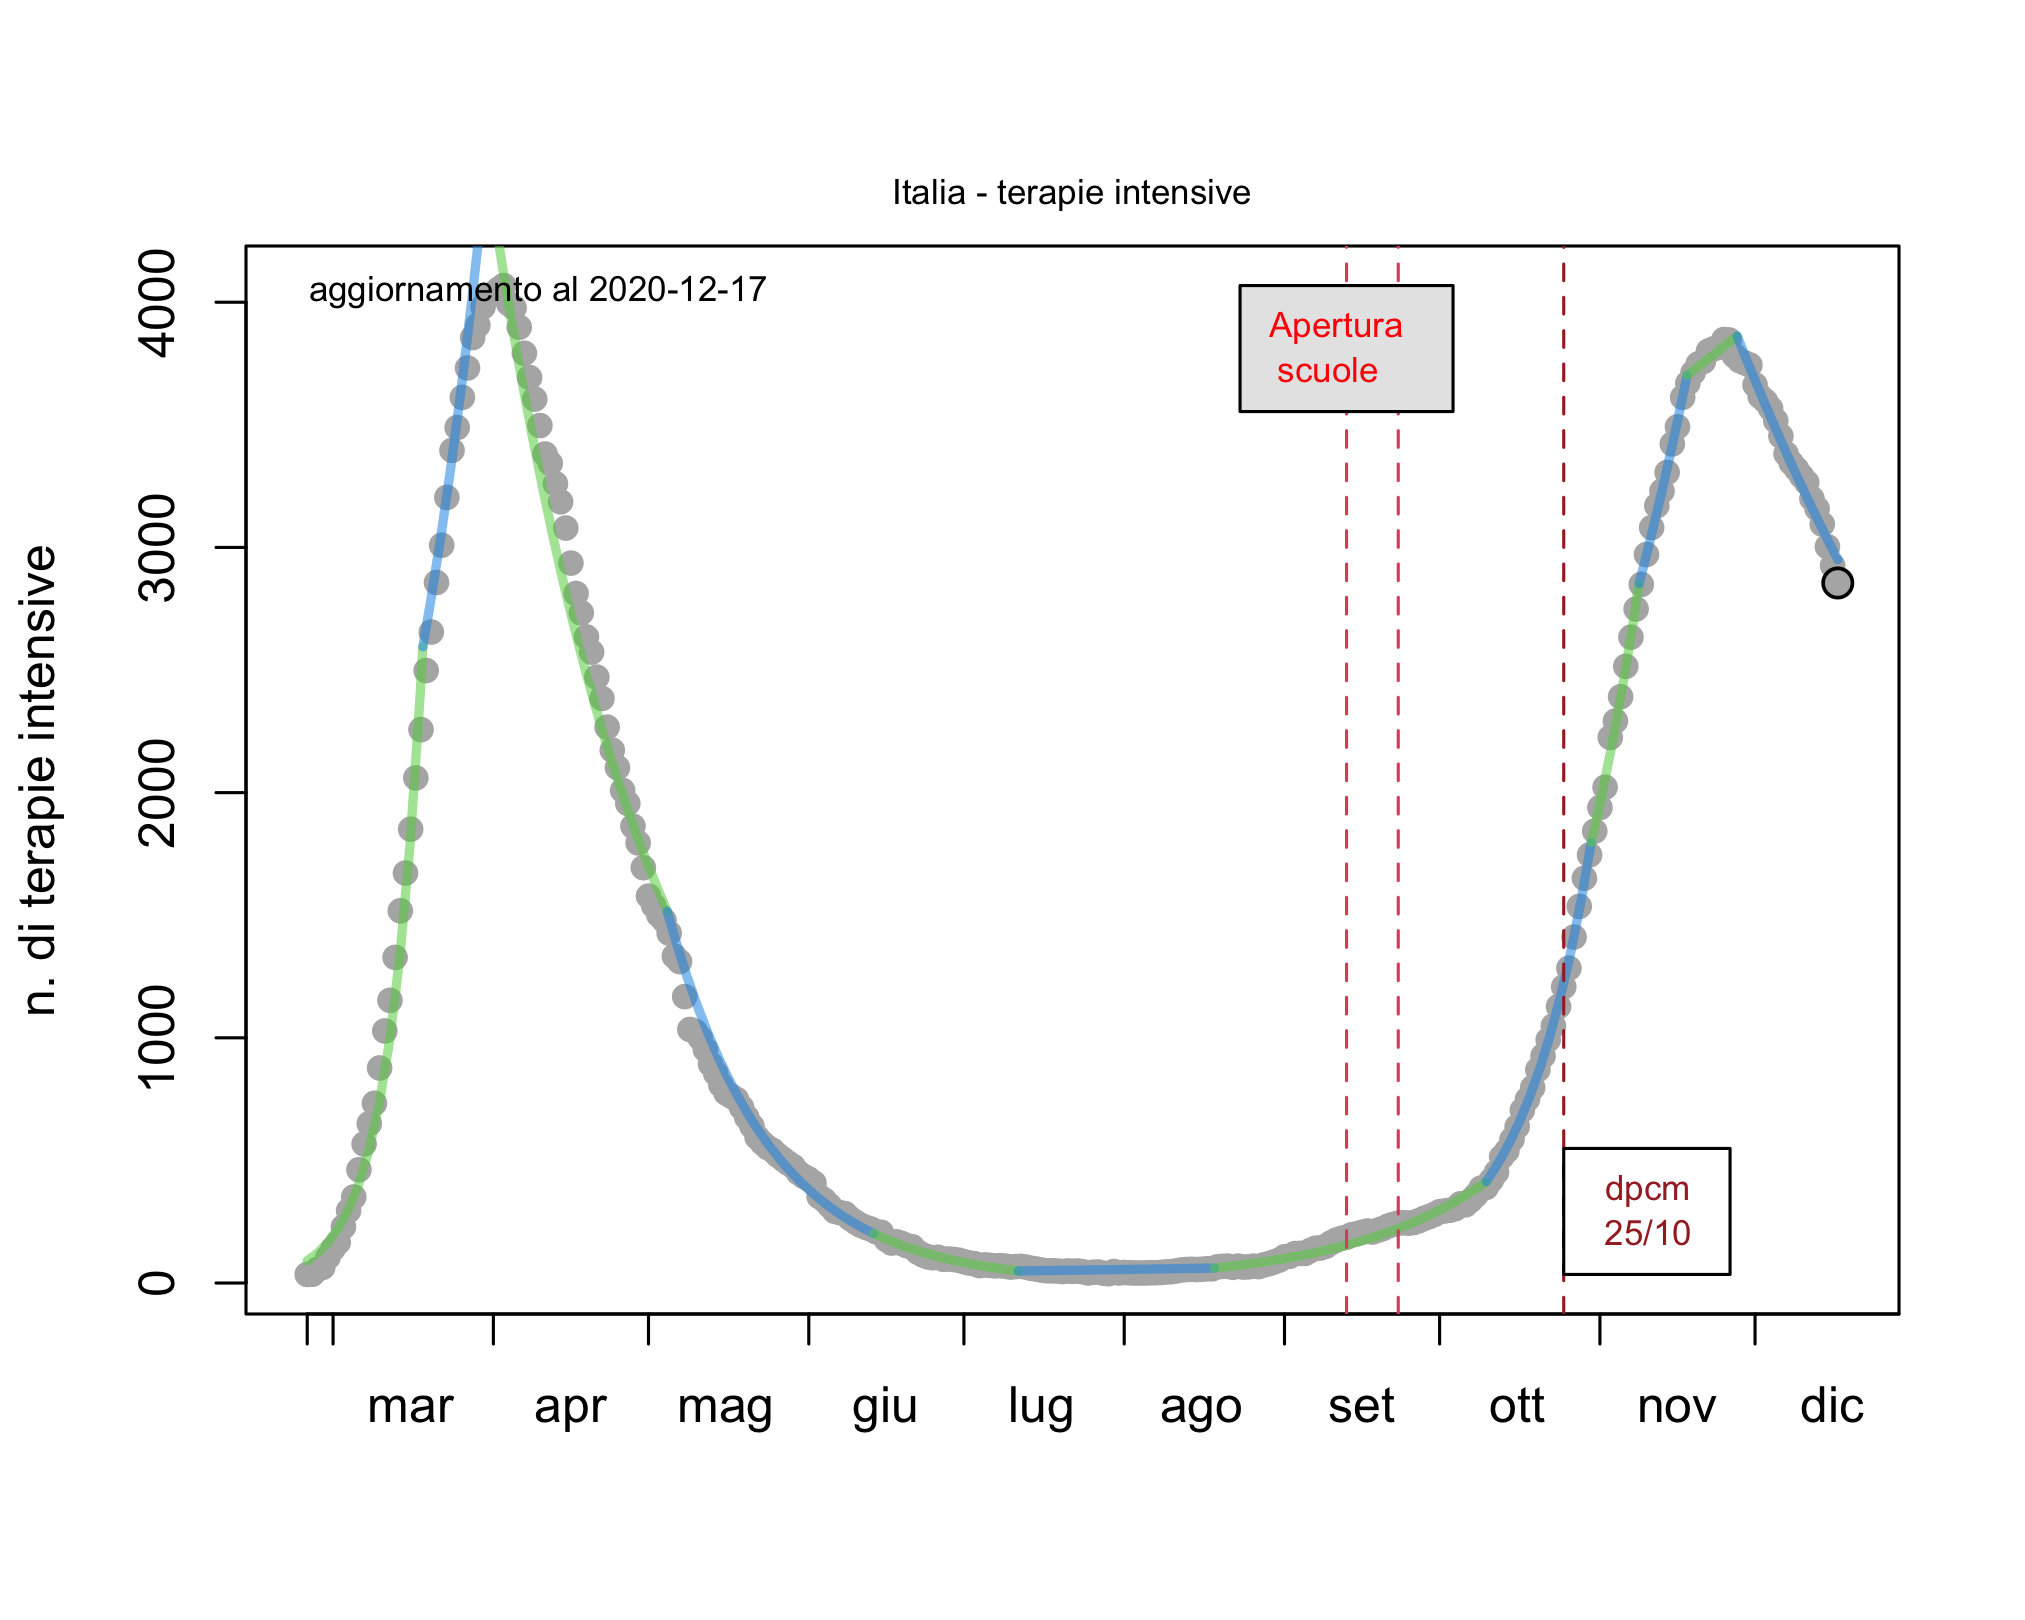 Italia - terapie intensive
aggiornamento al 2020-12-17
Apertura
scuole
dpcm
25/10
n. di terapie intensive
4000
3000
2000
1000
0
mar apr mag giu lug ago set ott nov dic